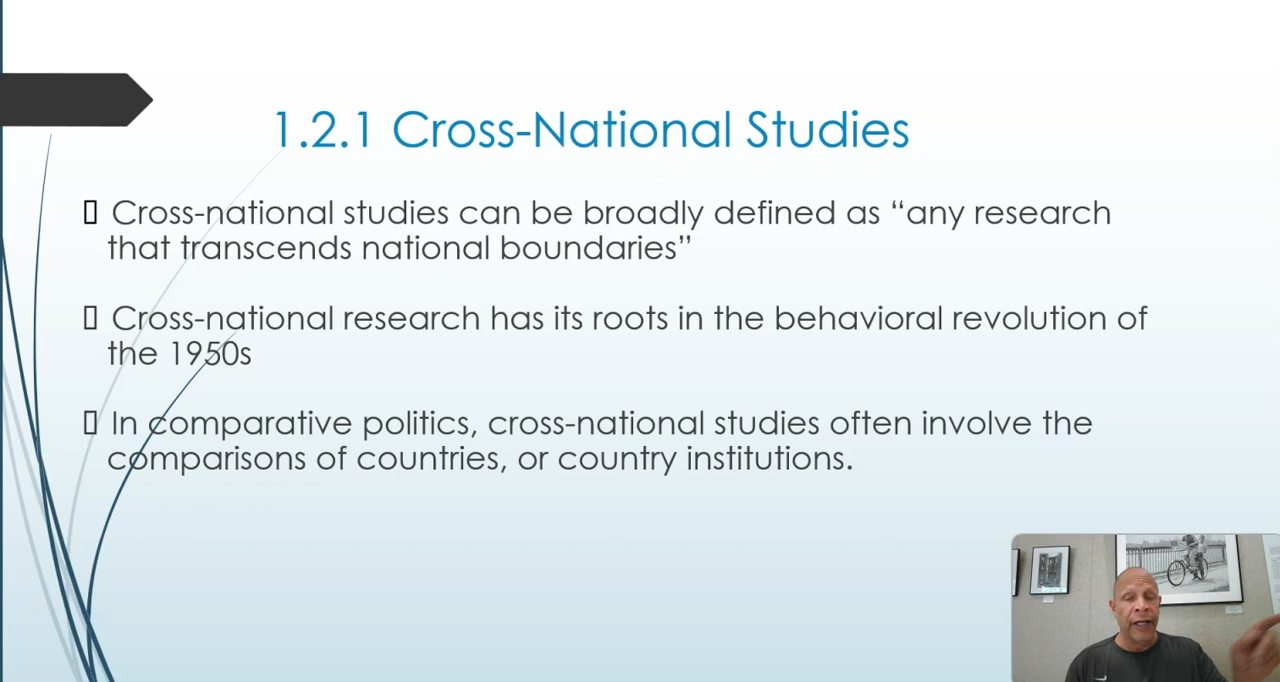 1.2.1 Cross-National Studies
▯ Cross-national studies can be broadly defined as “any research
that transcends national boundaries”
▯ Cross-national research has its roots in the behavioral revolution of
the 1950s
▯ In comparative politics, cross-national studies often involve the
comparisons of countries, or country institutions.